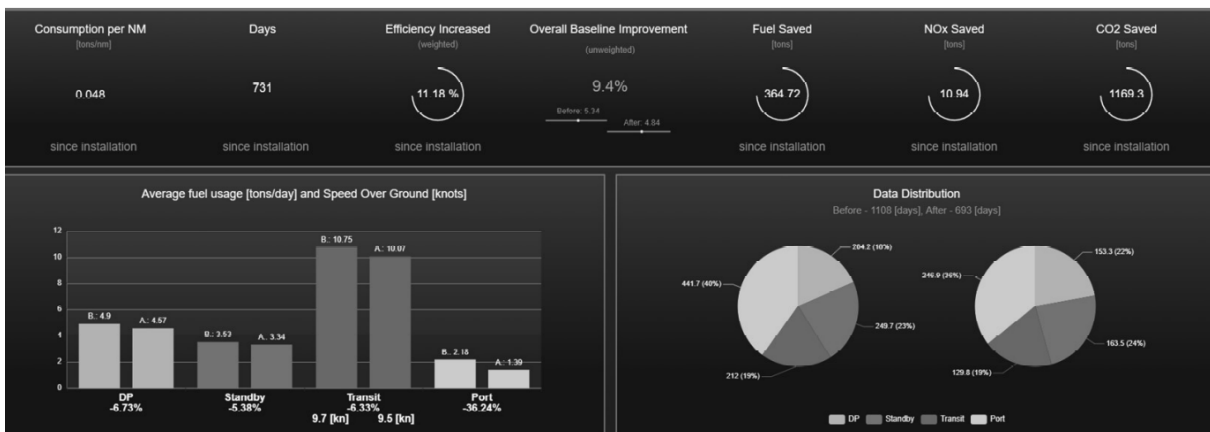 Consumption per NM
[tons/nm]
0.048
since installation
Days
731
since installation
Efficiency Increased
(weighted)
11.18 %
since installation
Overall Baseline Improvement
(unweighted)
9.4%
Before: 5.34
After: 4.84
Fuel Saved
[tons]
364.72
since installation
NOx Saved
[tons]
10.94
since installation
CO2 Saved
[tons]
1169.3
since installation
Average fuel usage [tons/day] and Speed Over Ground [knots]
12
10
8
6
4
2
0
B.: 4.9
A.: 4.57
B.: 3.53
A.: 3.34
B.: 10.75
A.: 10.07
B.: 2.18
A.: 1.39
DP
-6.73%
Standby
-5.38%
Transit
-6.33%
9.7 [kn] 9.5 [kn]
Port
-36.24%
Data Distribution
Before - 1108 [days], After - 693 [days]
441.7 (40%)
249.7 (23%)
212 (19%)
153.3 (22%)
163.5 (24%)
129.8 (19%)
DP Standby Transit Port